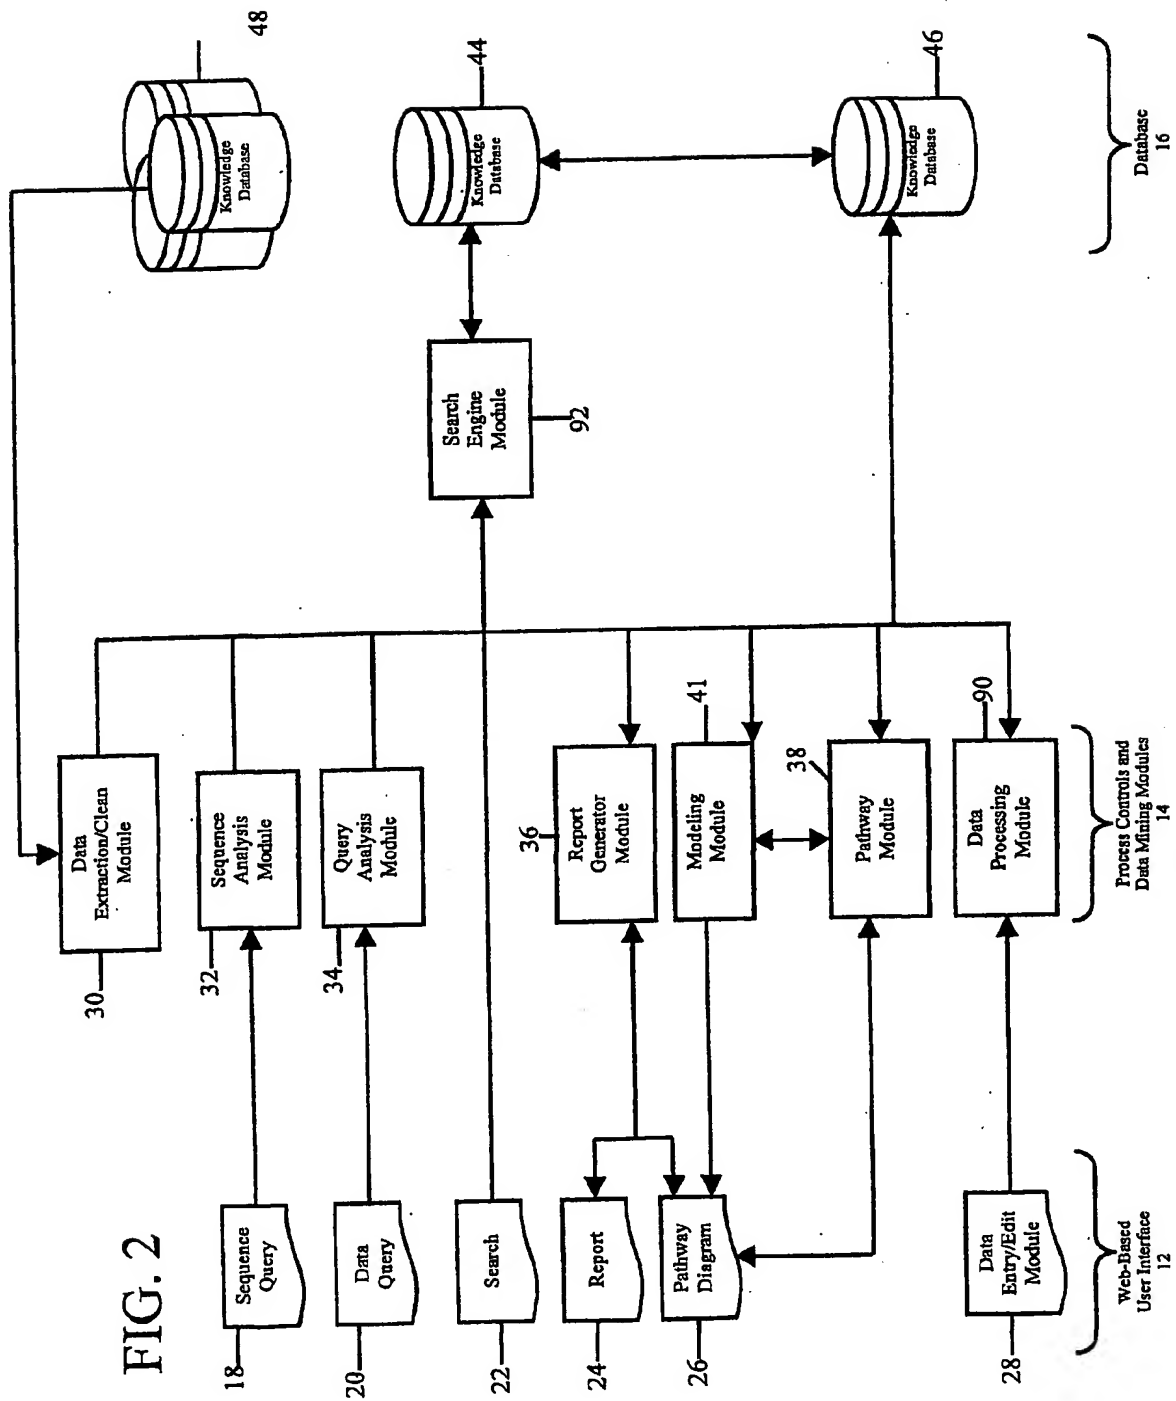 FIG. 2
18
Sequence
Query
20
Data
Query
22
Search
24
Report
26
Pathway
Diagram
28
Data
Entry/Edit
Module
Web-Based
User Interface
12
30
Data
Extraction/Clean
Module
32
Sequence
Analysis
Module
34
Query
Analysis
Module
36
Report
Generator
Module
41
Modeling
Module
38
Pathway
Module
90
Data
Processing
Module
Process Controls and
Data Mining Modules
14
Search
Engine
Module
92
48
Knowledge
Database
44
Knowledge
Database
46
Knowledge
Database
Database
16